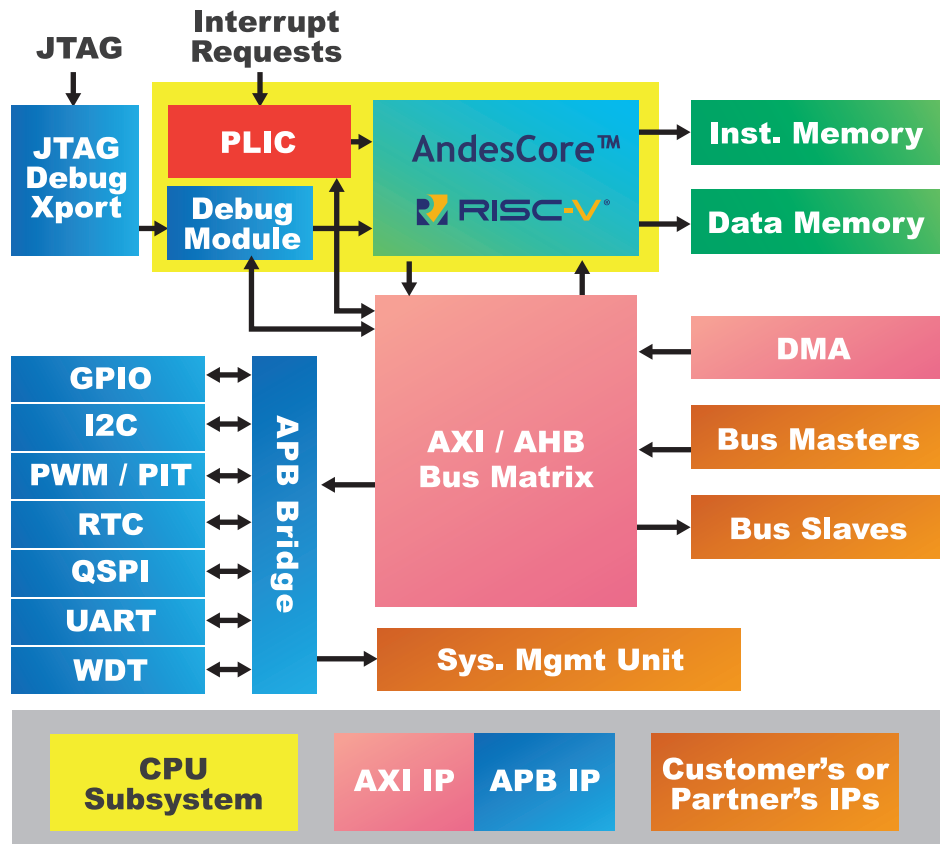 JTAG
Interrupt
Requests
JTAG
Debug
Xport
PLIC
Debug
Module
AndesCore™
RISC-V®
Inst. Memory
Data Memory
DMA
Bus Masters
Bus Slaves
AXI / AHB
Bus Matrix
APB Bridge
GPIO
I2C
PWM / PIT
RTC
QSPI
UART
WDT
Sys. Mgmt Unit
CPU
Subsystem
AXI IP
APB IP
Customer's or
Partner's IPs